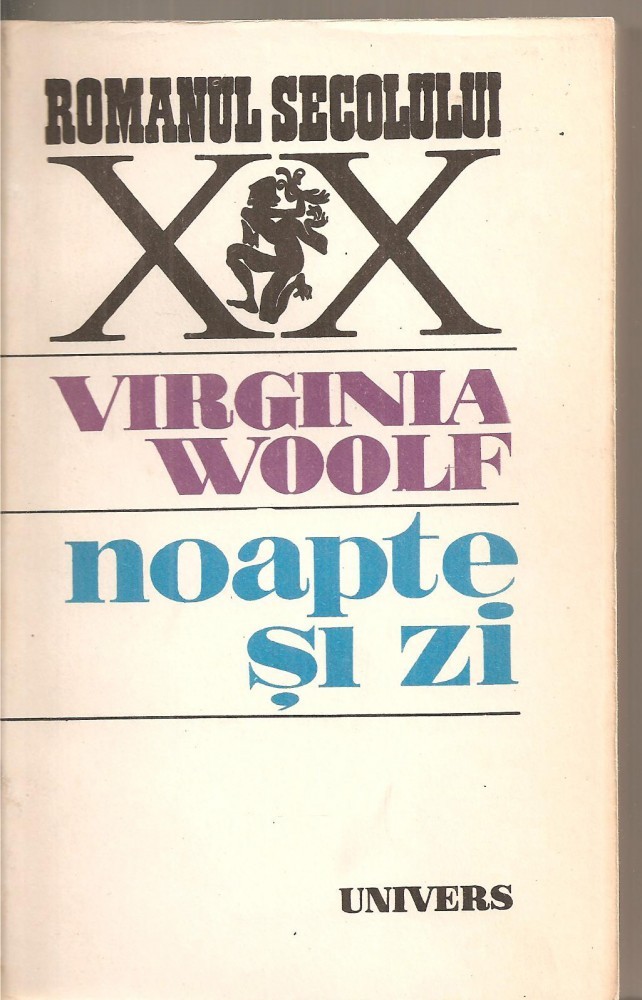 ROMANUL SECOLULUI
XX
VIRGINIA
WOOLF
noapte
și zi
UNIVERS